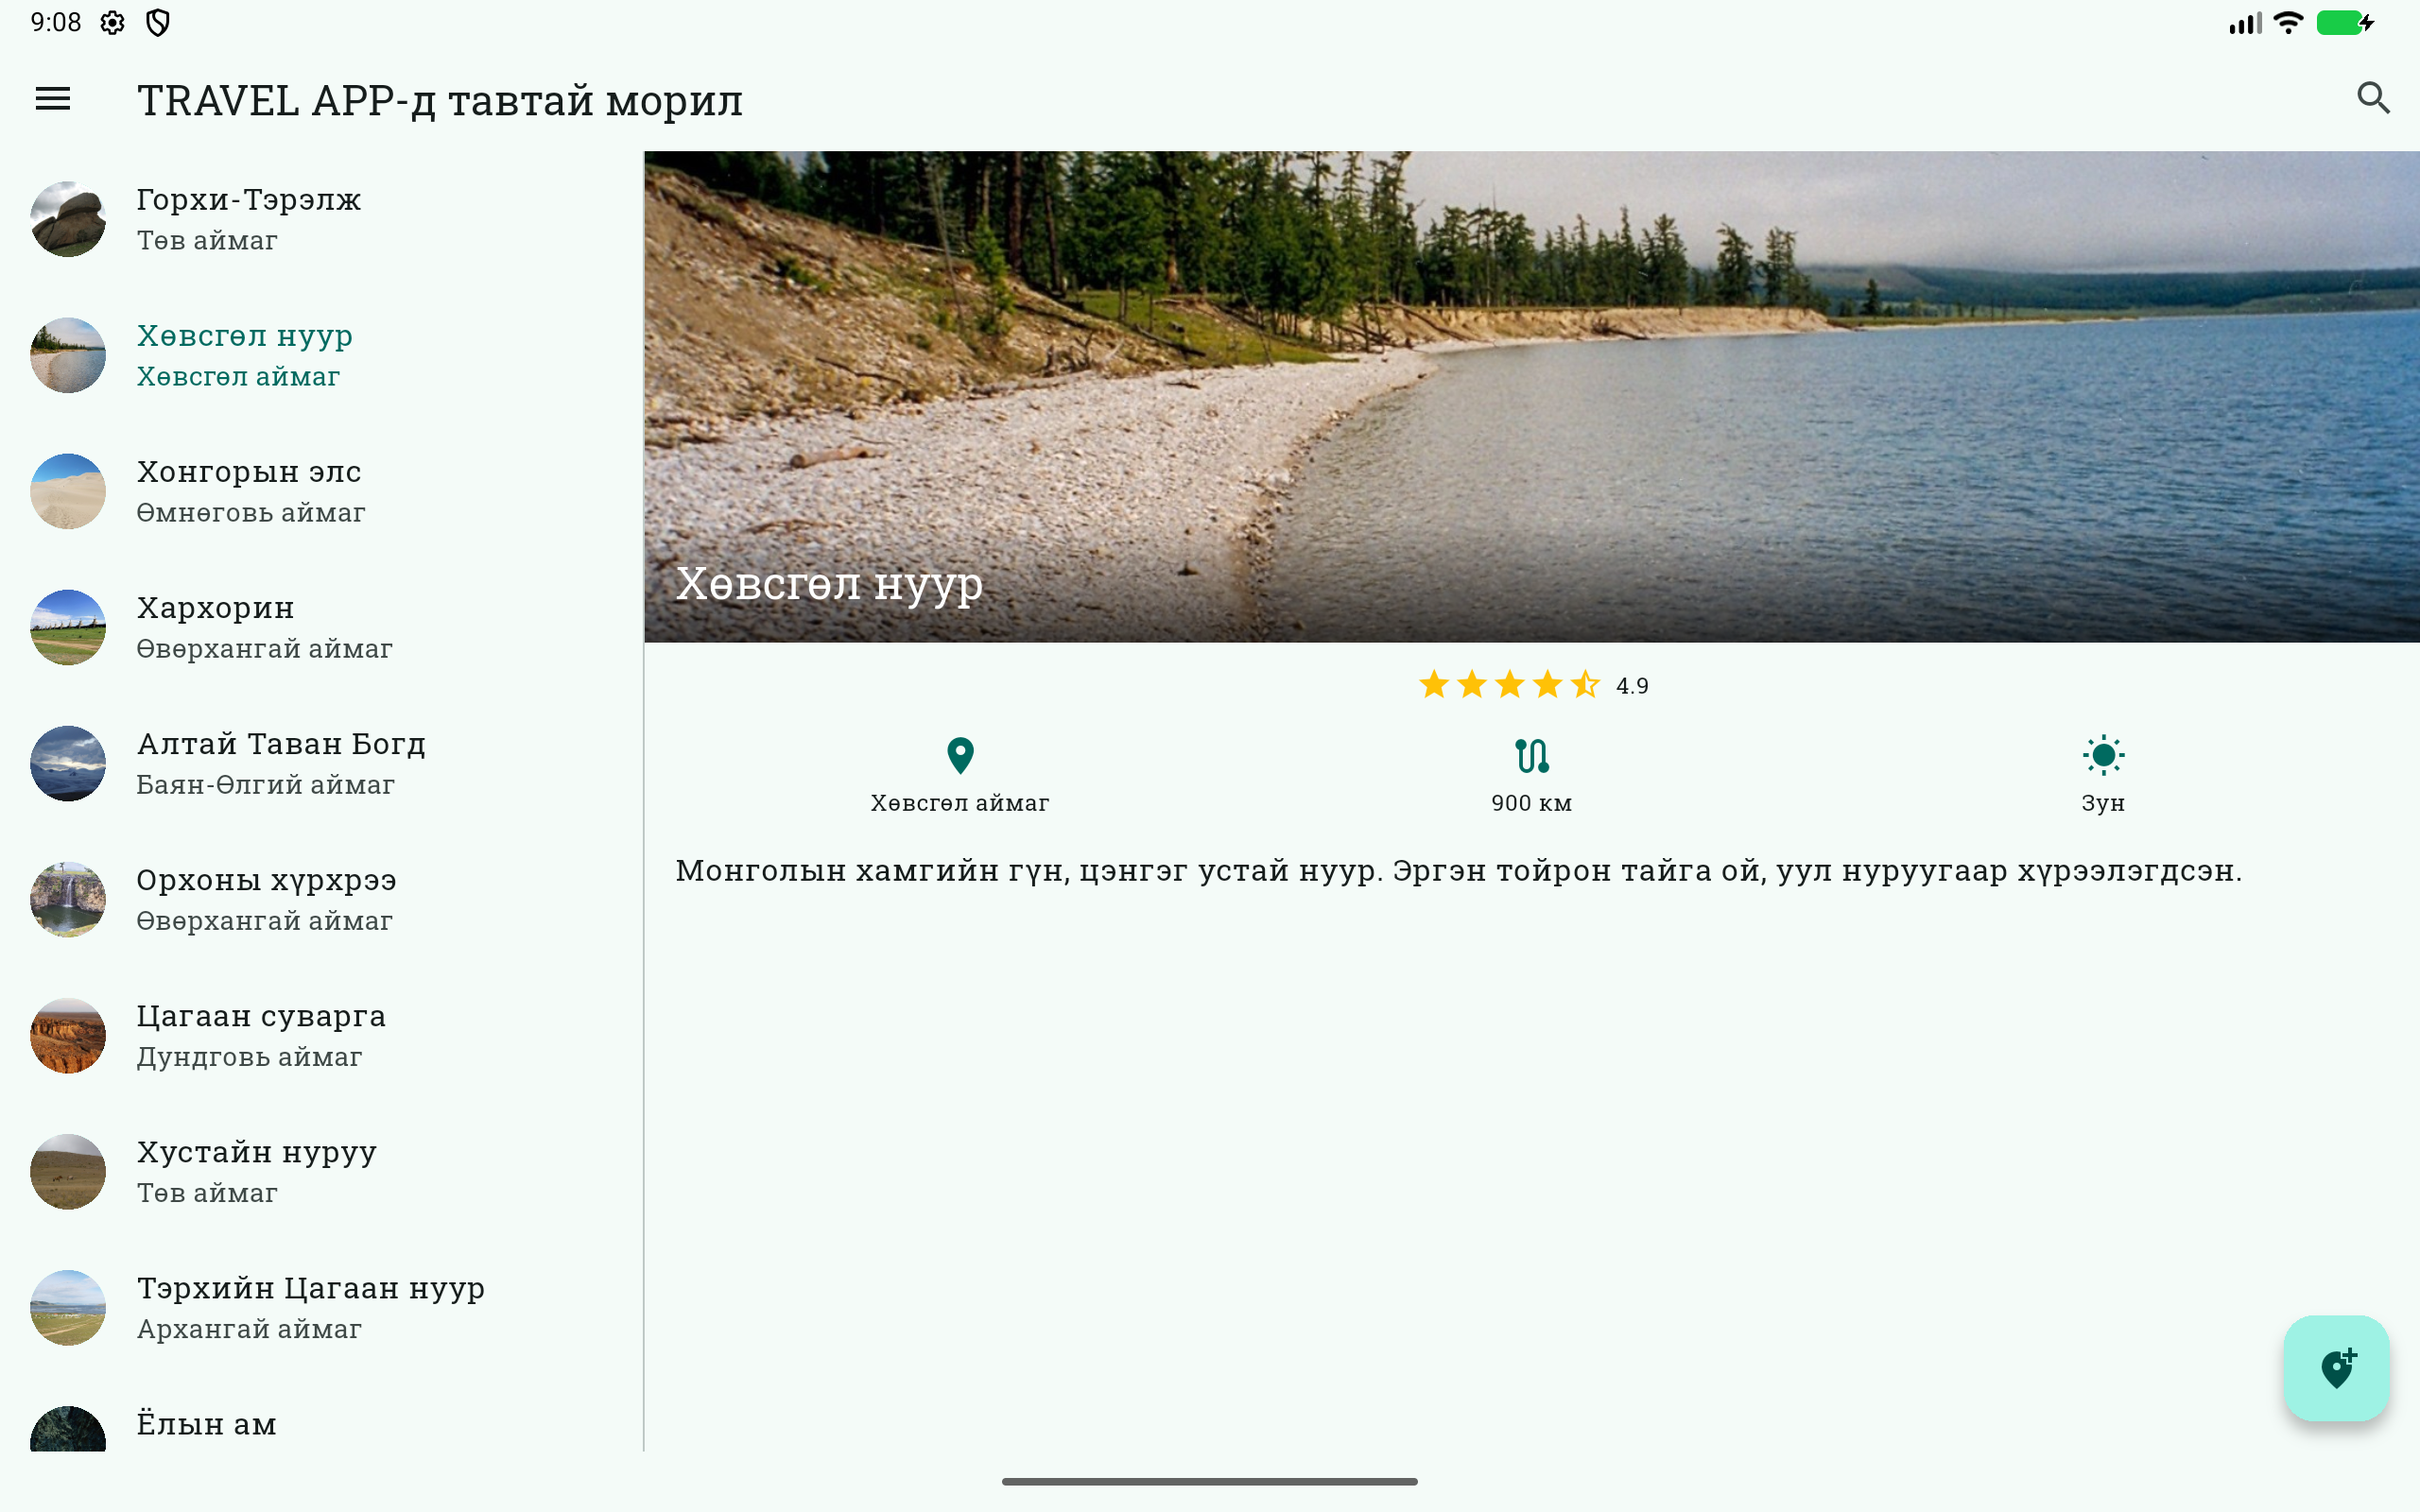 9:08
TRAVEL APP-д тавтай морил
Горхи-Тэрэлж
Төв аймаг
Хөвсгөл нуур
Хөвсгөл аймаг
Хонгорын элс
Өмнөговь аймаг
Хархорин
Өвөрхангай аймаг
Алтай Таван Богд
Баян-Өлгий аймаг
Орхоны хүрхрээ
Өвөрхангай аймаг
Цагаан суварга
Дундговь аймаг
Хустайн нуруу
Төв аймаг
Тэрхийн Цагаан нуур
Архангай аймаг
Ёлын ам
Хөвсгөл нуур
4.9
Хөвсгөл аймаг
900 км
Зун
Монголын хамгийн гүн, цэнгэг устай нуур. Эргэн тойрон тайга ой, уул нуруугаар хүрээлэгдсэн.